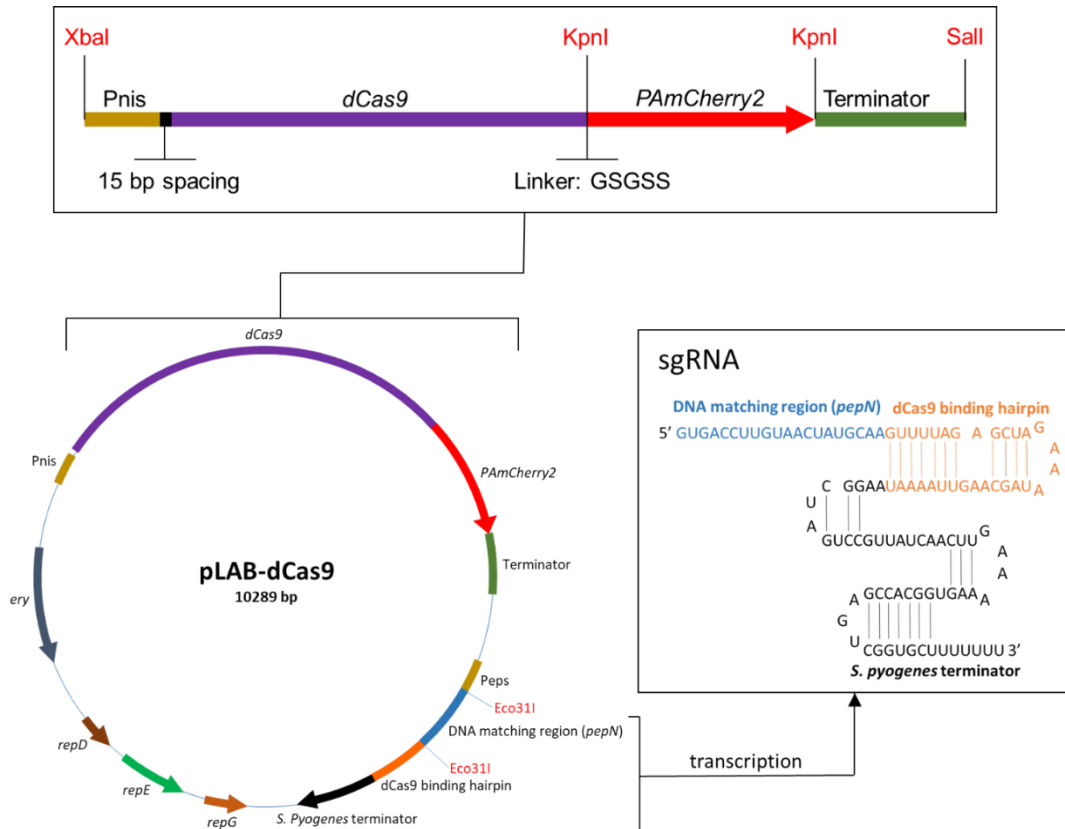 XbaI KpnI KpnI SalI
Pnis dCas9 PAmCherry2 Terminator
15 bp spacing Linker: GSGSS
dCas9
Pnis
PAmCherry2
Terminator
pLAB-dCas9
10289 bp
ery
Peps
Eco31I
DNA matching region (pepN)
Eco31I
dCas9 binding hairpin
S. Pyogenes terminator
repD
repE
repG
transcription
sgRNA
DNA matching region (pepN) dCas9 binding hairpin
5’ GUGACCUUGUAACUAUGCAAGUUUUAG A GCUA G
A
A
C GGAAUAAAAUUGAACGAU A
U
A
GUCCGUUAUCAACUU G
A
A
A GCCACGGUGAA A
G
U
CGGUGCUUUUUUU 3’
S. pyogenes terminator